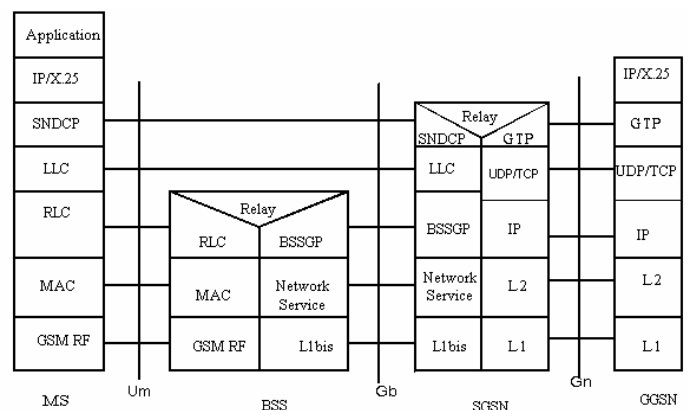 Application
IP/X.25
SNDCP
LLC
RLC
MAC
GSM RF
MS
Um
Relay
RLC
BSSGP
MAC
Network
Service
GSM RF
L1bis
BSS
Gb
Relay
SNDCP
GTP
LLC
UDP/TCP
BSSGP
IP
Network
Service
L2
L1bis
L1
SGSN
Gn
IP/X.25
GTP
UDP/TCP
IP
L2
L1
GGSN